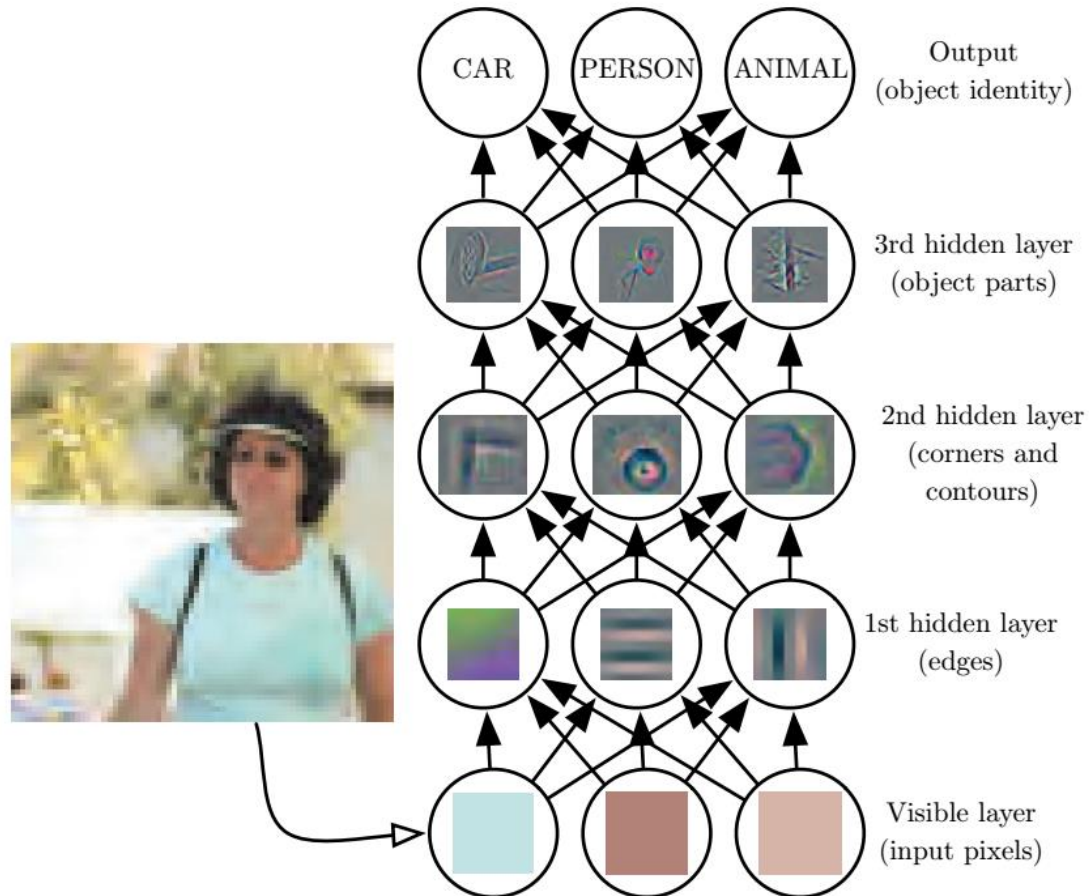 CAR PERSON ANIMAL
Output
(object identity)
3rd hidden layer
(object parts)
2nd hidden layer
(corners and
contours)
1st hidden layer
(edges)
Visible layer
(input pixels)